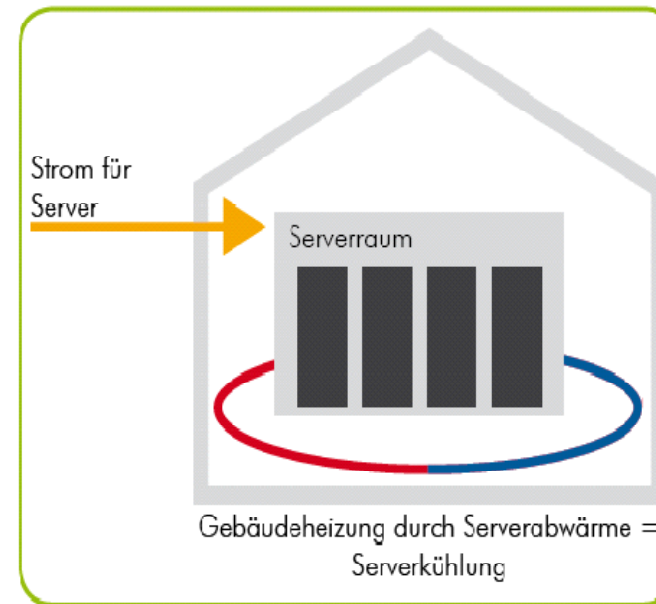 Strom für
Server
Serverraum
Gebäudeheizung durch Serverabwärme =
Serverkühlung